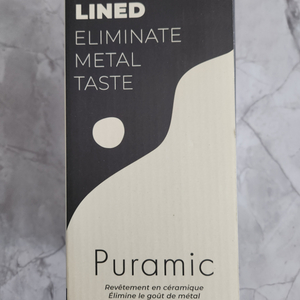 LINED
ELIMINATE
METAL
TASTE
Puramic
Revêtement en céramique
Élimine le goût de métal